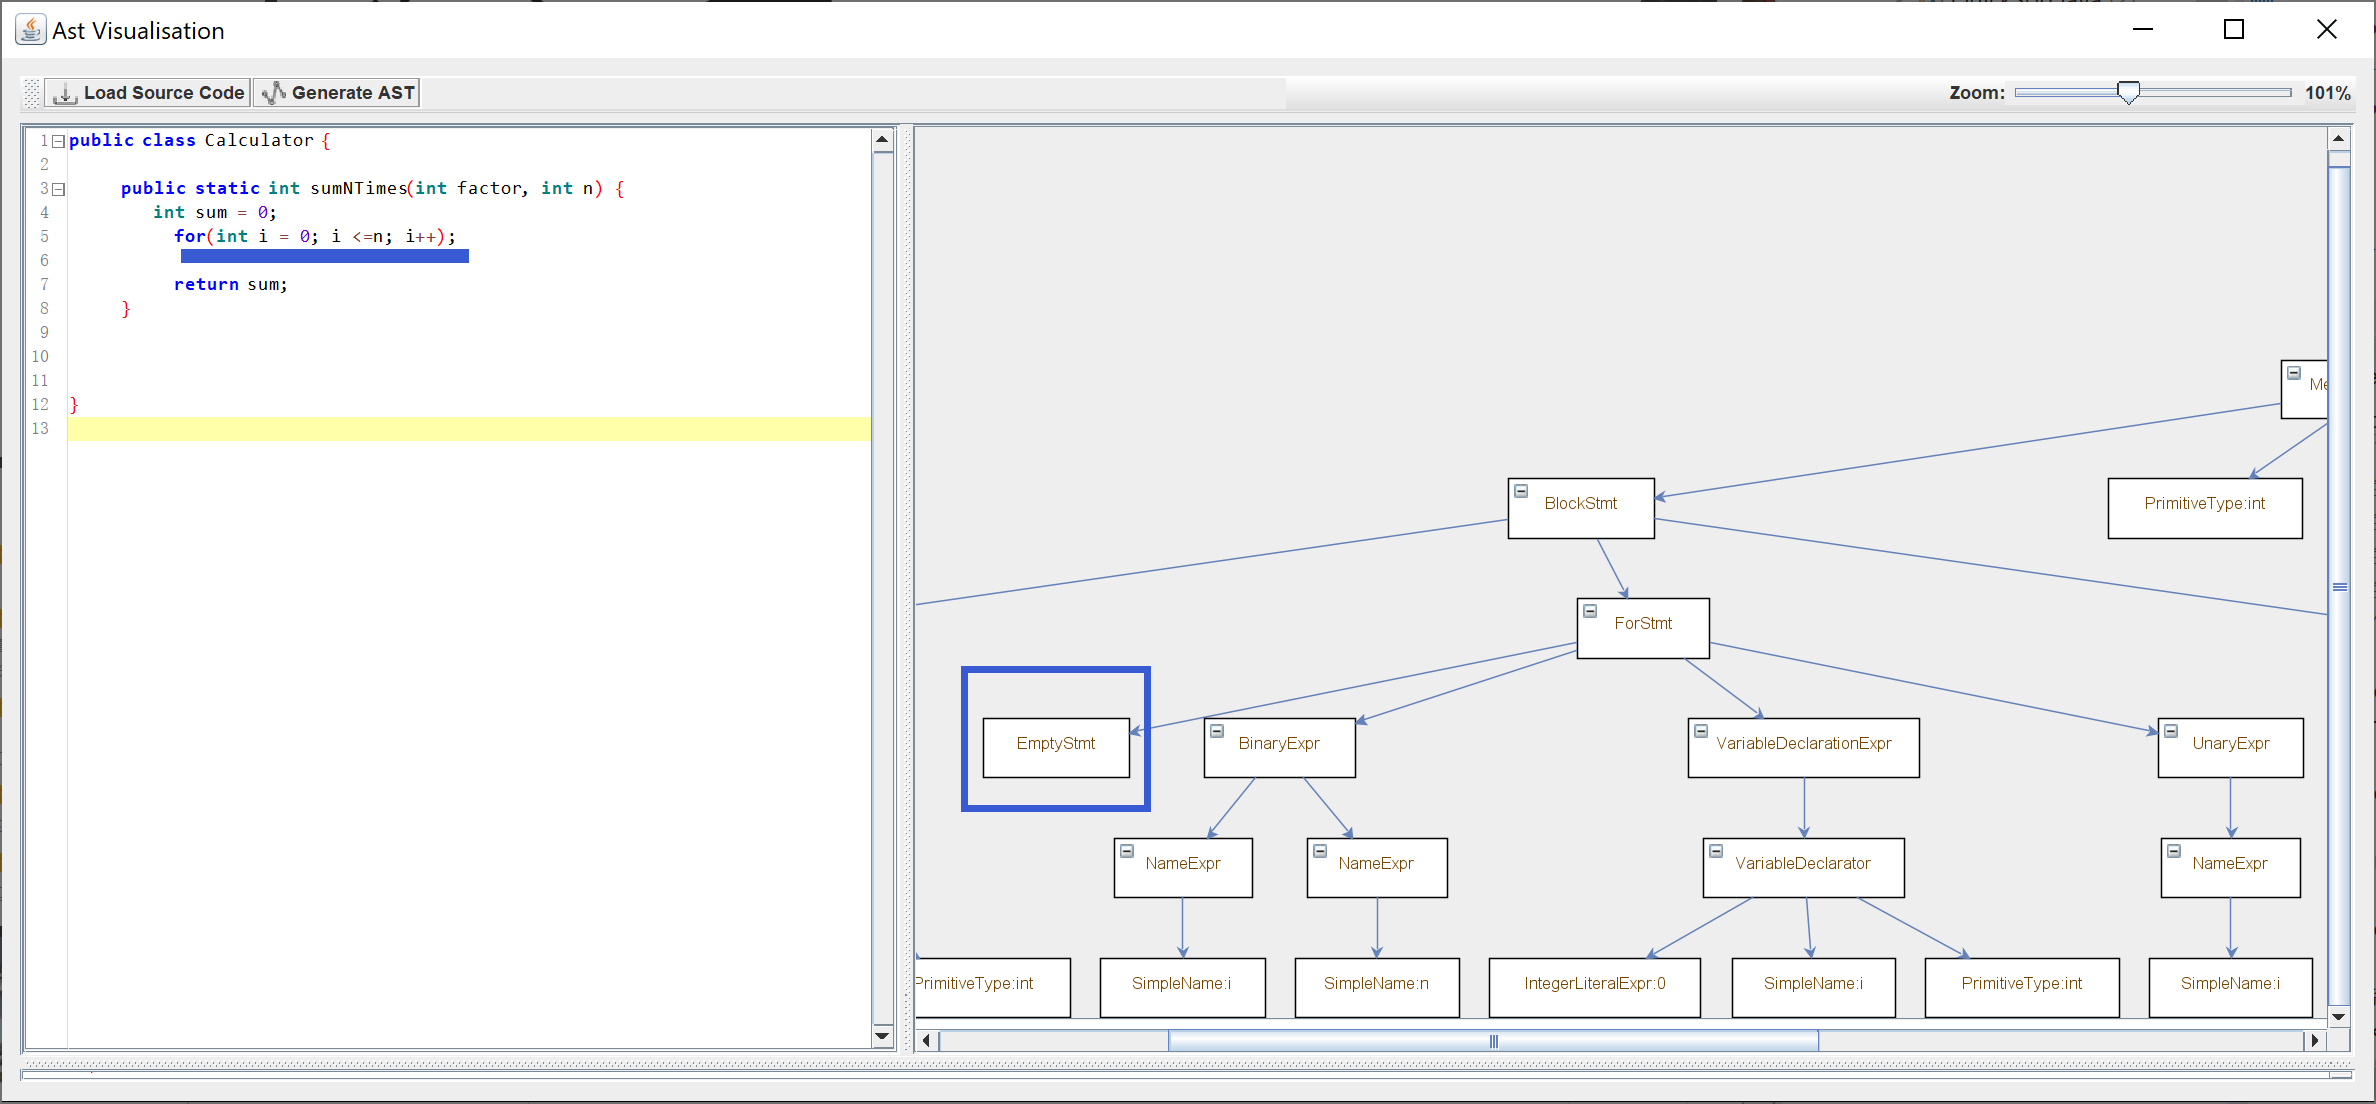 Ast Visualisation
Load Source Code Generate AST Zoom: 101%
1 public class Calculator {
2
3 public static int sumNTimes(int factor, int n) {
4 int sum = 0;
5 for(int i = 0; i <=n; i++);
6
7 return sum;
8 }
9
10
11
12 }
13
BlockStmt PrimitiveType:int
ForStmt
EmptyStmt BinaryExpr VariableDeclarationExpr UnaryExpr
NameExpr NameExpr VariableDeclarator NameExpr
PrimitiveType:int SimpleName:i SimpleName:n IntegerLiteralExpr:0 SimpleName:i PrimitiveType:int SimpleName:i